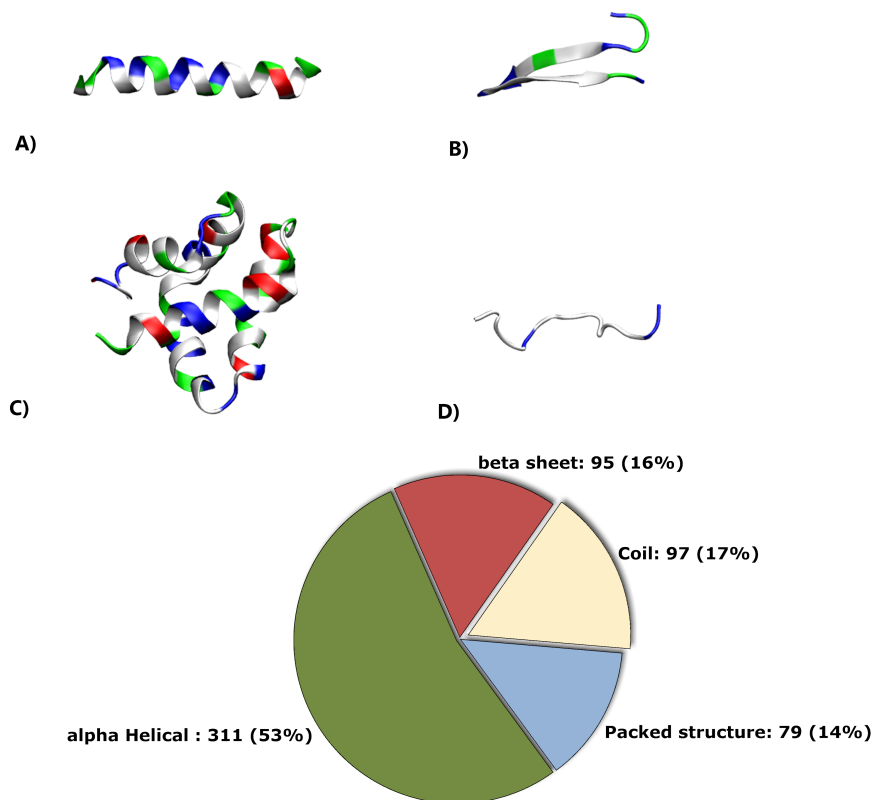 A)
B)
C)
D)
beta sheet: 95 (16%)
Coil: 97 (17%)
alpha Helical : 311 (53%)
Packed structure: 79 (14%)